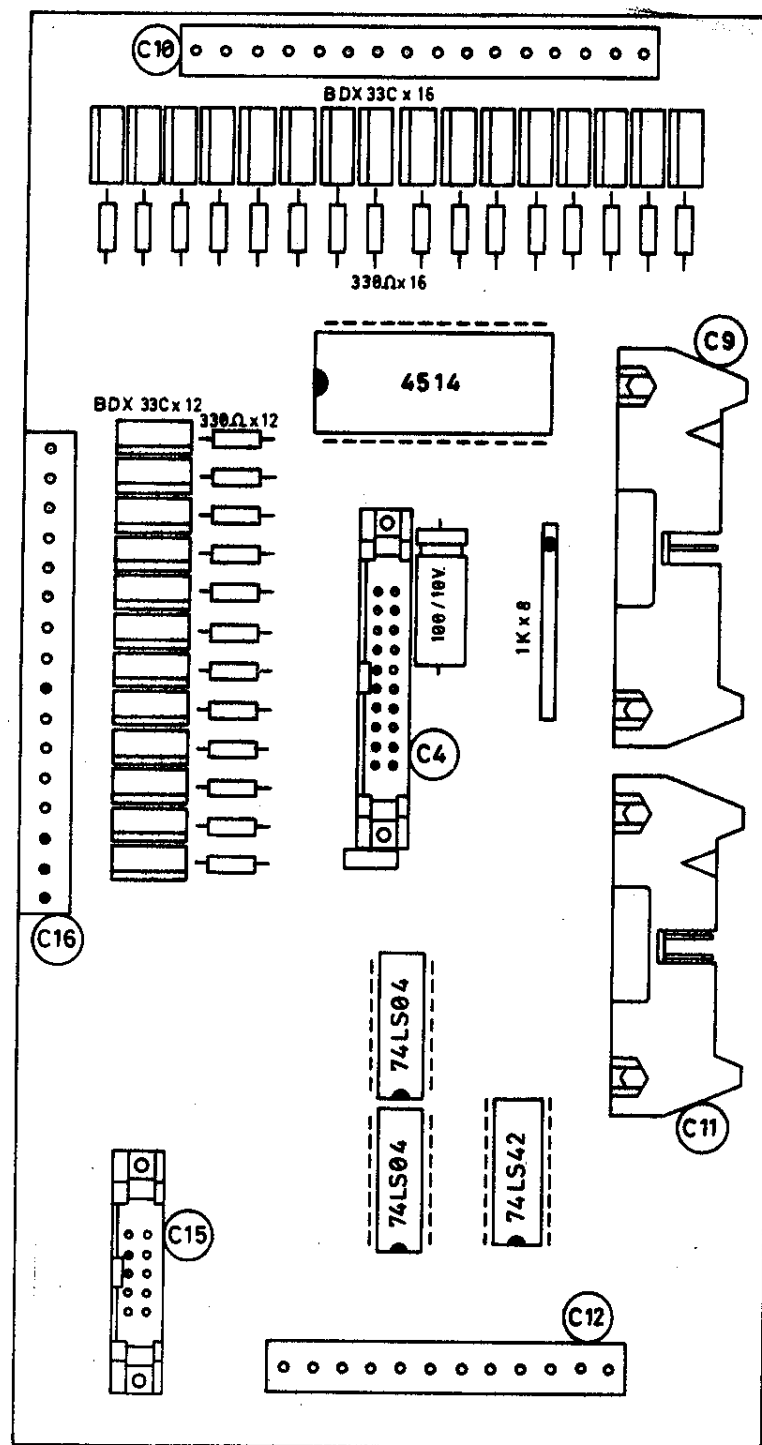 C10
BDX 33C x 16
330Ωx 16
C9
4514
BDX 33C x 12
330Ω x 12
100/10V.
1K x 8
C4
C16
74LS04
C11
74LS04
74LS42
C15
C12